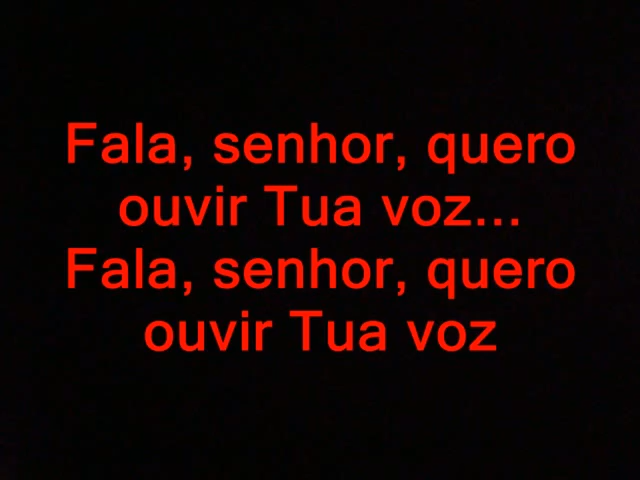 Fala, senhor, quero
ouvir Tua voz...
Fala, senhor, quero
ouvir Tua voz